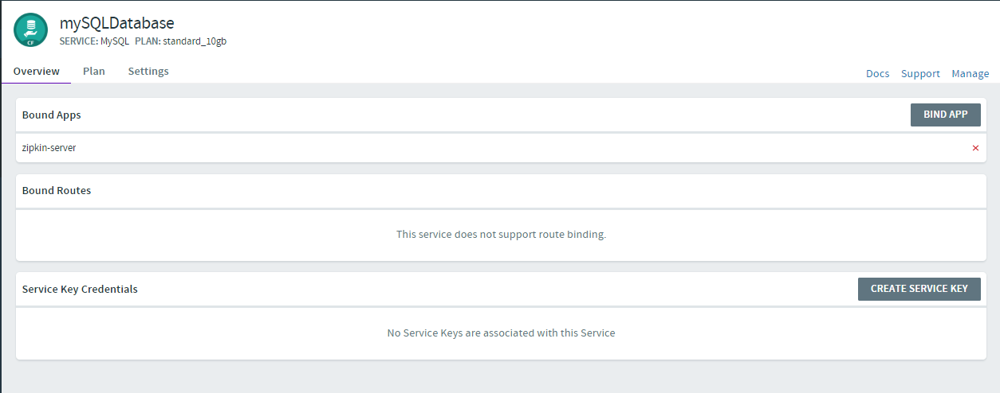 mySQLDatabase
CF
SERVICE: MySQL PLAN: standard_10gb
Overview Plan Settings
Docs Support Manage
Bound Apps
BIND APP
zipkin-server
×
Bound Routes
This service does not support route binding.
Service Key Credentials
CREATE SERVICE KEY
No Service Keys are associated with this Service